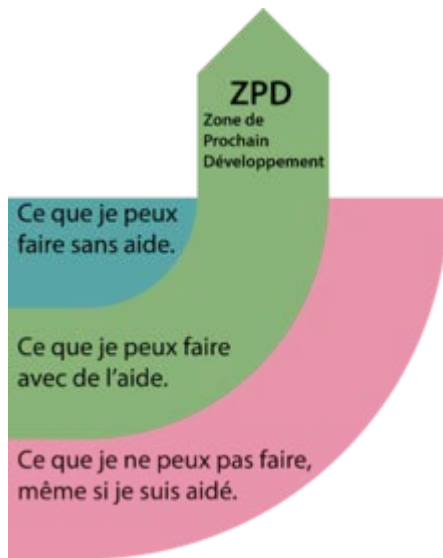 ZPD
Zone de
Prochain
Développement
Ce que je peux
faire sans aide.
Ce que je peux faire
avec de l'aide.
Ce que je ne peux pas faire,
même si je suis aidé.